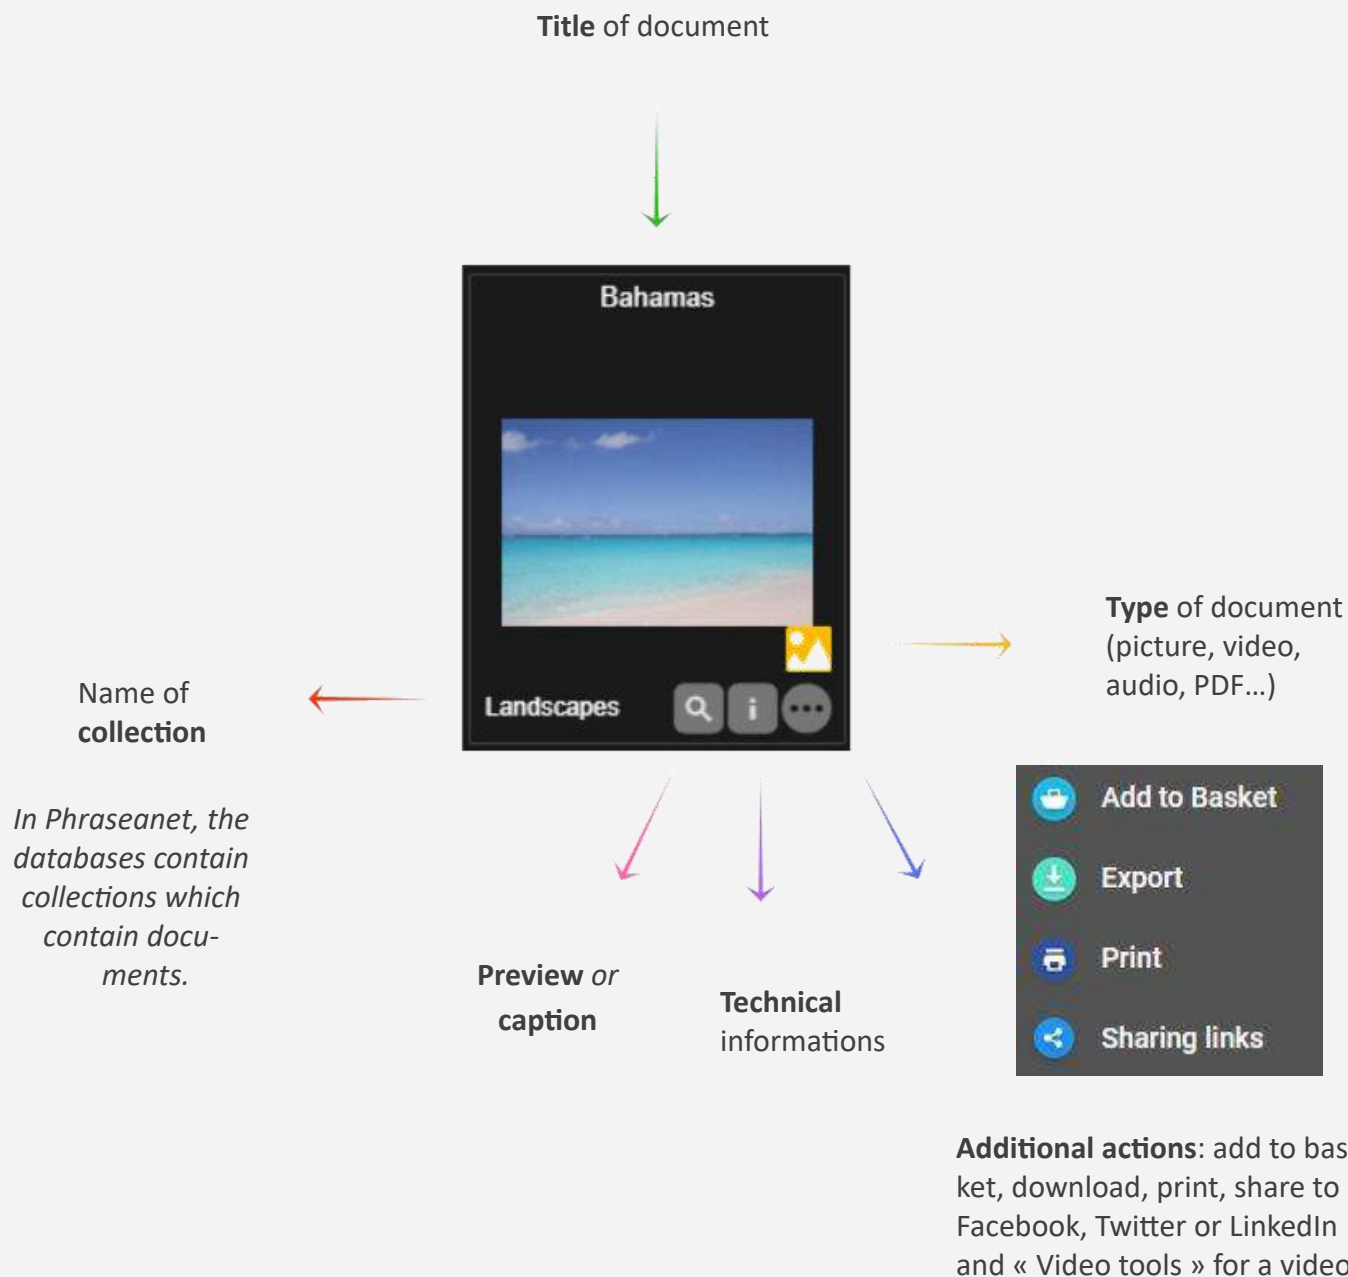 Title of document
Bahamas
Landscapes
Type of document
(picture, video,
audio, PDF...)
Name of
collection
In Phraseanet, the
databases contain
collections which
contain docu-
ments.
Preview or
caption
Technical
informations
Add to Basket
Export
Print
Sharing links
Additional actions: add to bas
ket, download, print, share to
Facebook, Twitter or LinkedIn
and « Video tools » for a video